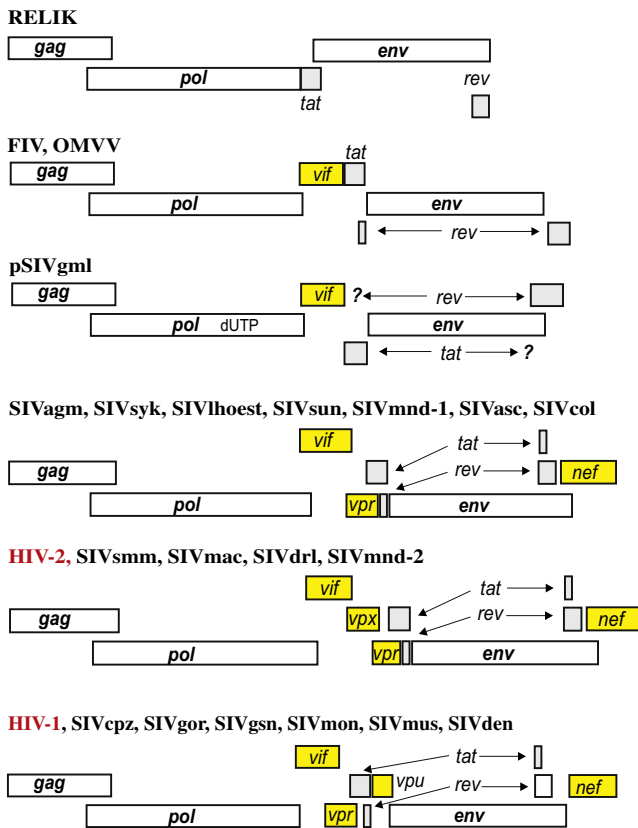 RELIK
gag
env
pol
rev
tat
FIV, OMVV
tat
gag
vif
pol
env
rev
pSIVgml
gag
vif
? rev
pol dUTP
env
tat ?
SIVagm, SIVsyk, SIVlhoest, SIVsun, SIVmnd-1, SIVasc, SIVcol
vif
tat
gag
rev
nef
pol
vpr
env
HIV-2, SIVsmm, SIVmac, SIVdrl, SIVmnd-2
vif
tat
gag
vpx
rev
nef
pol
vpr
env
HIV-1, SIVcpz, SIVgor, SIVgsn, SIVmon, SIVmus, SIVden
vif
tat
gag
vpu
rev
nef
pol
vpr
env